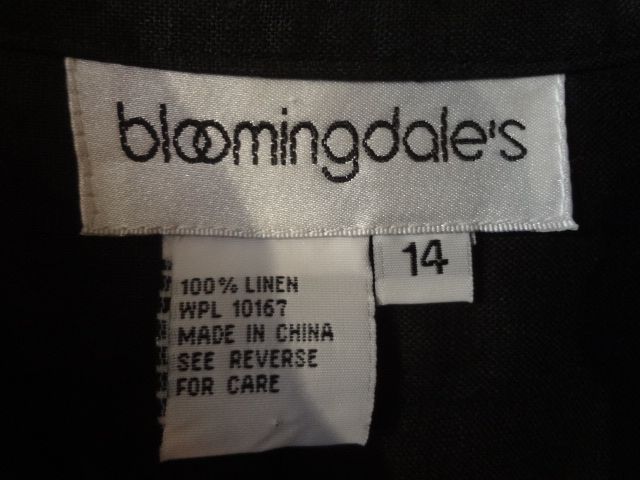 bloomingdale's
14
100% LINEN
WPL 10167
MADE IN CHINA
SEE REVERSE
FOR CARE